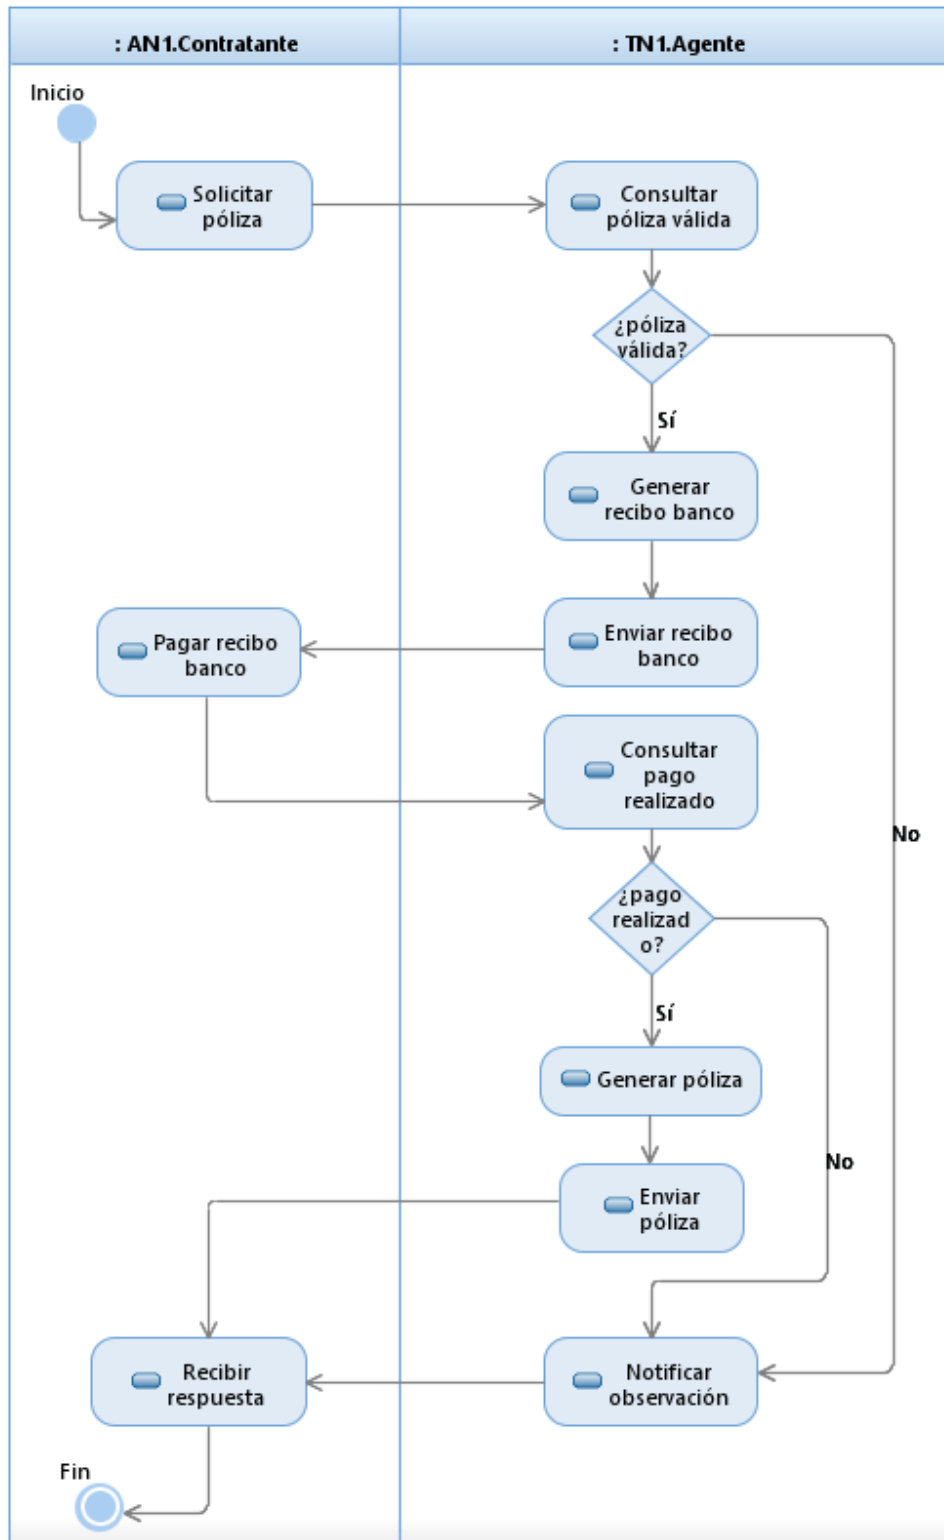 : AN1.Contratante
: TN1.Agente
Inicio
Solicitar
póliza
Consultar
póliza válida
¿póliza
válida?
Sí
Generar
recibo banco
Enviar recibo
banco
Pagar recibo
banco
Consultar
pago
realizado
No
¿pago
realizad
o?
Sí
Generar póliza
No
Enviar
póliza
Recibir
respuesta
Notificar
observación
Fin